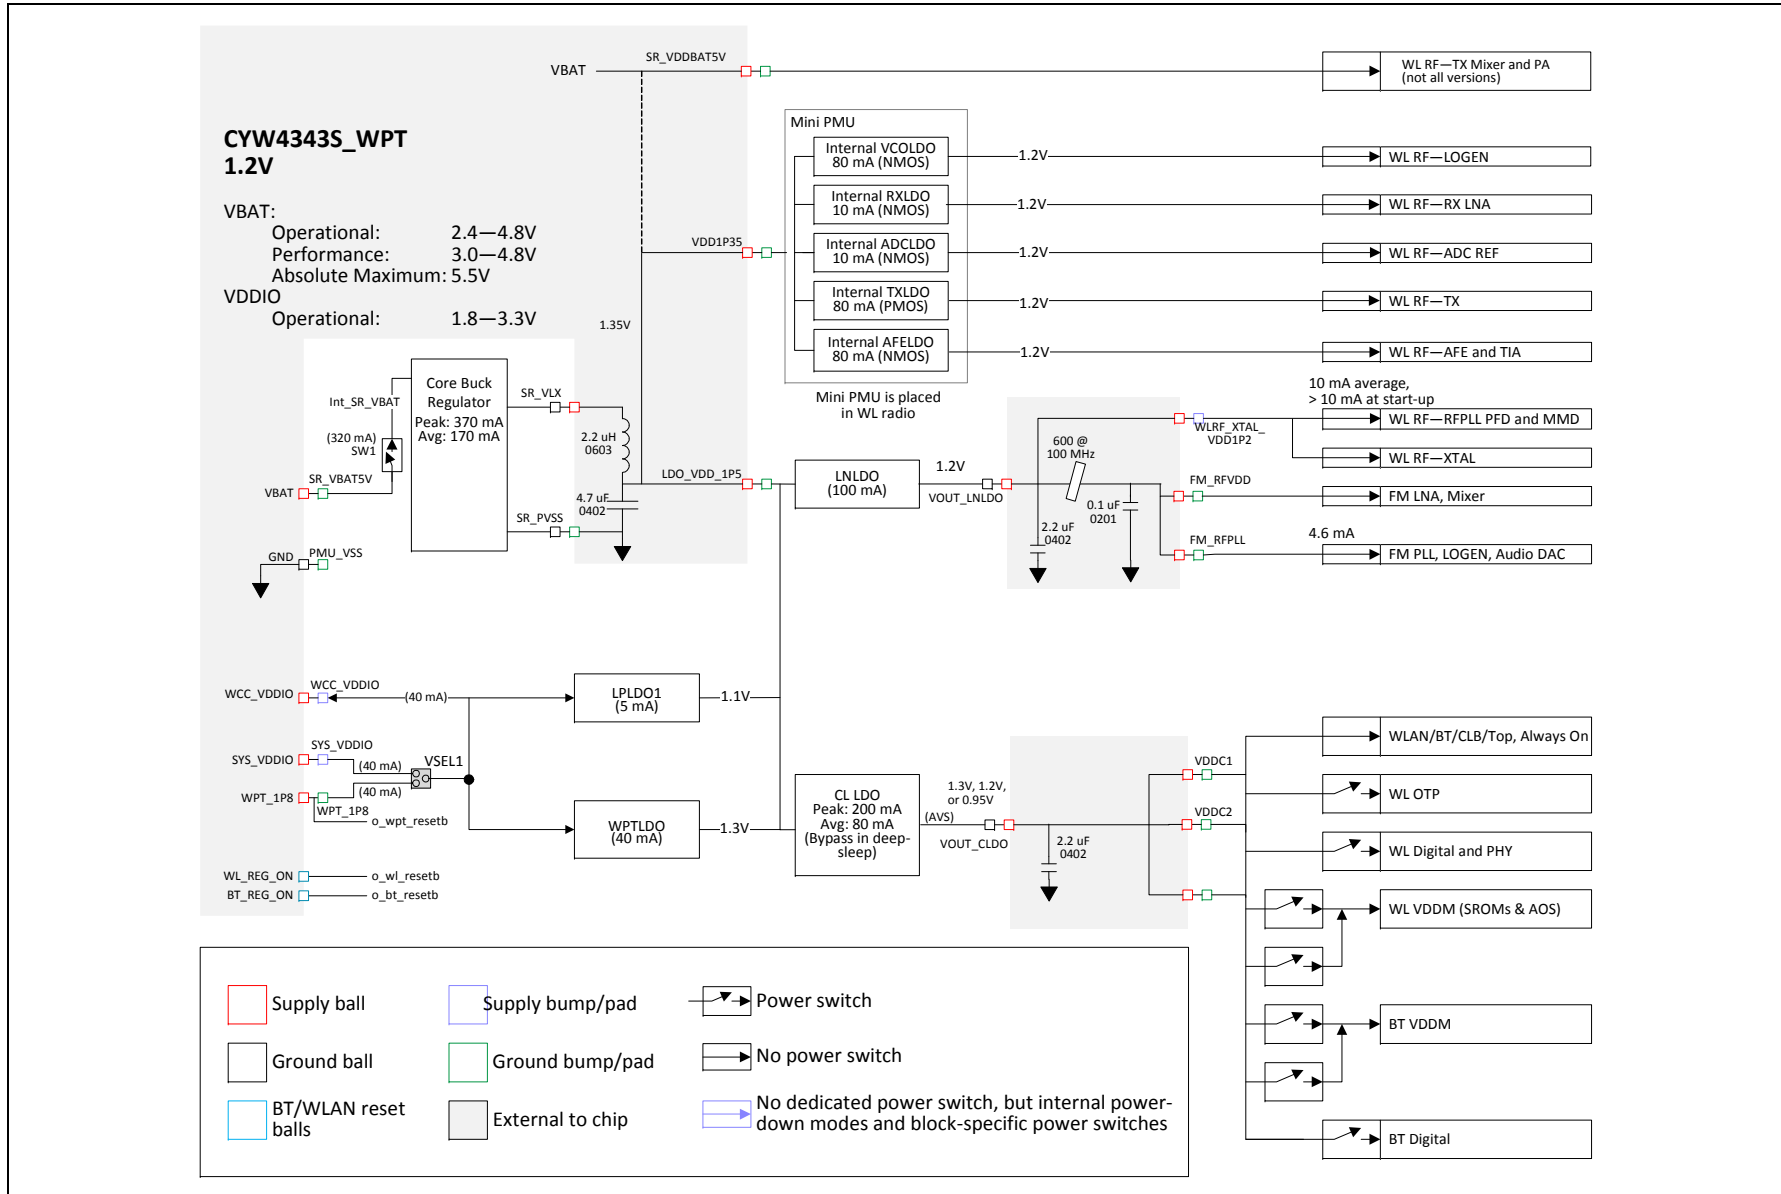 VBAT
SR_VDDBAT5V
WL RF—TX Mixer and PA
(not all versions)
CYW4343S_WPT
1.2V
VBAT:
Operational: 2.4—4.8V
Performance: 3.0—4.8V
Absolute Maximum: 5.5V
VDDIO
Operational: 1.8—3.3V
Mini PMU
Internal VCOLDO
80 mA (NMOS)
1.2V
WL RF—LOGEN
Internal RXLDO
10 mA (NMOS)
1.2V
WL RF—RX LNA
VDD1P35
Internal ADCLDO
10 mA (NMOS)
1.2V
WL RF—ADC REF
Internal TXLDO
80 mA (PMOS)
1.2V
WL RF—TX
1.35V
Internal AFELDO
80 mA (NMOS)
1.2V
WL RF—AFE and TIA
Mini PMU is placed
in WL radio
Core Buck
Regulator
Peak: 370 mA
Avg: 170 mA
Int_SR_VBAT
(320 mA)
SW1
SR_VBAT5V
VBAT
SR_VLX
2.2 uH
0603
4.7 uF
0402
SR_PVSS
GND
PMU_VSS
LDO_VDD_1P5
LNLDO
(100 mA)
1.2V
VOUT_LNLDO
600 @
100 MHz
2.2 uF
0402
0.1 uF
0201
10 mA average,
> 10 mA at start-up
WLRF_XTAL_
VDD1P2
WL RF—RFPLL PFD and MMD
WL RF—XTAL
FM_RFVDD
FM LNA, Mixer
FM_RFPLL
4.6 mA
FM PLL, LOGEN, Audio DAC
WCC_VDDIO
WCC_VDDIO
(40 mA)
LPLDO1
(5 mA)
1.1V
SYS_VDDIO
SYS_VDDIO
(40 mA)
VSEL1
WPT_1P8
(40 mA)
WPT_1P8
o_wpt_resetb
WPTLDO
(40 mA)
1.3V
WL_REG_ON
o_wl_resetb
BT_REG_ON
o_bt_resetb
CL LDO
Peak: 200 mA
Avg: 80 mA
(Bypass in deep-
sleep)
1.3V, 1.2V,
or 0.95V
(AVS)
VOUT_CLDO
2.2 uF
0402
VDDC1
VDDC2
WLAN/BT/CLB/Top, Always On
WL OTP
WL Digital and PHY
WL VDDM (SROMs & AOS)
BT VDDM
BT Digital
Supply ball
Supply bump/pad
Power switch
Ground ball
Ground bump/pad
No power switch
BT/WLAN reset
balls
External to chip
No dedicated power switch, but internal power-
down modes and block-specific power switches